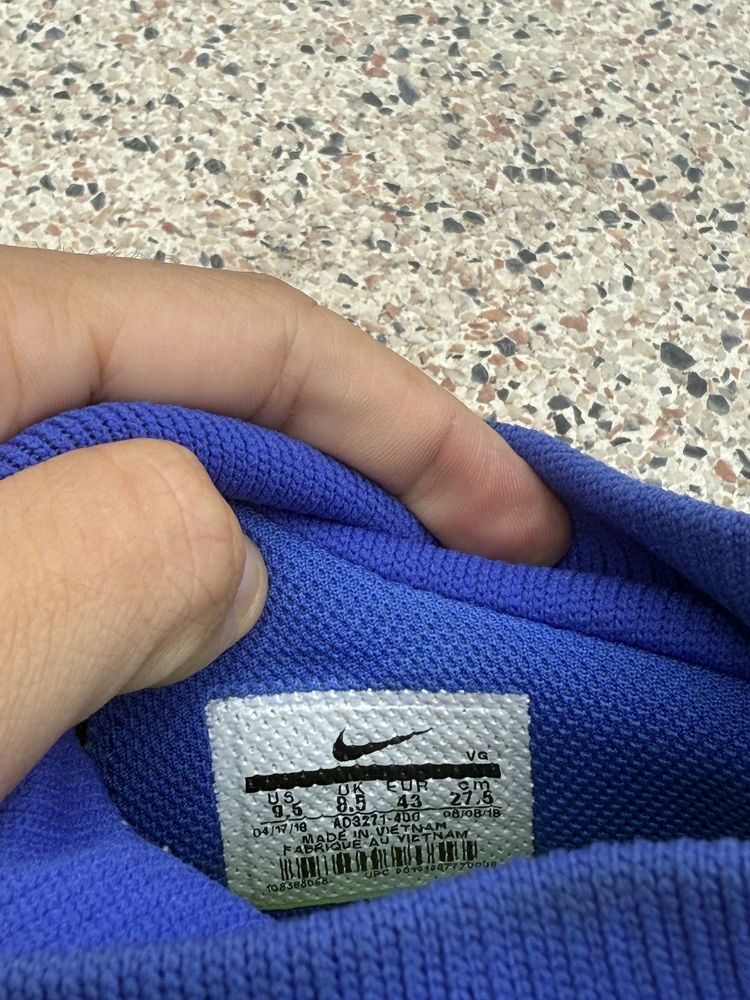 VG
US UK EUR cm
9.5 8.5 43 27.5
04/17/18 AO3271-400 08/08/18
MADE IN VIETNAM
FABRIQUE AU VIETNAM
UPC